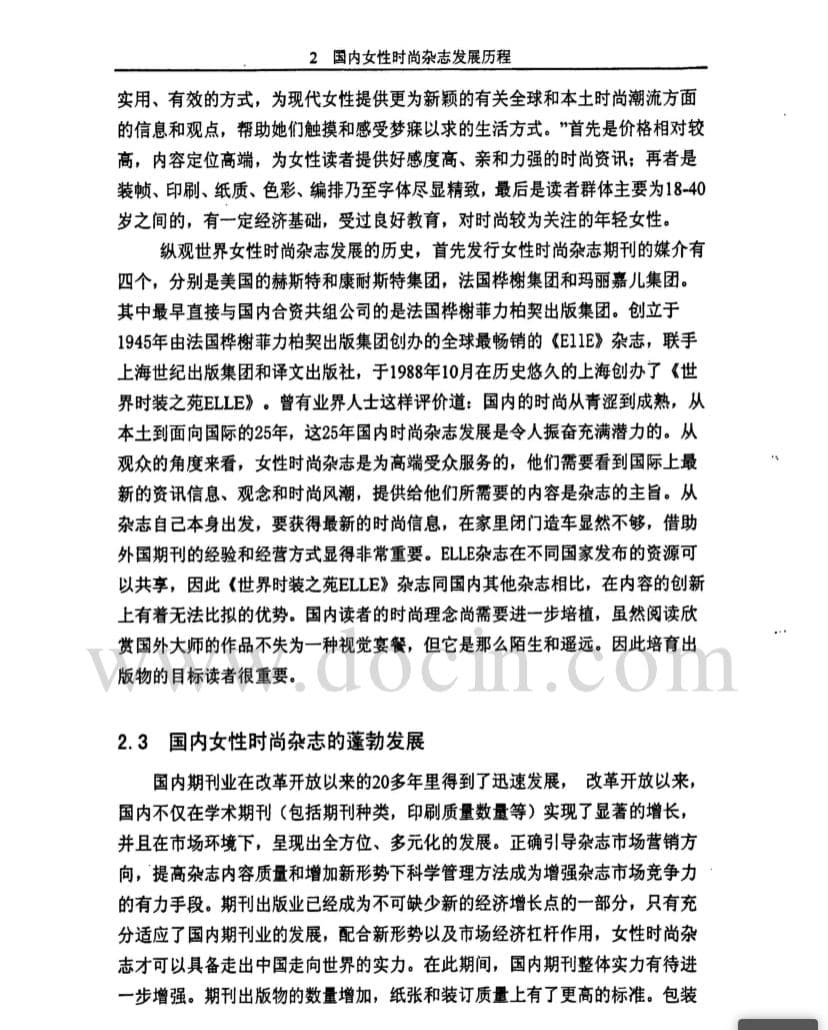 2 国内女性时尚杂志发展历程
实用、有效的方式，为现代女性提供更为新颖的有关全球和本土时尚潮流方面
的信息和观点，帮助她们触摸和感受梦寐以求的生活方式。”首先是价格相对较
高，内容定位高端，为女性读者提供好感度高、亲和力强的时尚资讯；再者是
装帧、印刷、纸质、色彩、编排乃至字体尽显精致，最后是读者群体主要为18-40
岁之间的，有一定经济基础，受过良好教育，对时尚较为关注的年轻女性。
纵观世界女性时尚杂志发展的历史，首先发行女性时尚杂志期刊的媒介有
四个，分别是美国的赫斯特和康耐斯特集团，法国桦榭集团和玛丽嘉儿集团。
其中最早直接与国内合资共组公司的是法国桦榭菲力柏契出版集团。创立于
1945年由法国桦榭菲力柏契出版集团创办的全球最畅销的《EllE》杂志，联手
上海世纪出版集团和译文出版社，于1988年10月在历史悠久的上海创办了《世
界时装之苑ELLE》。曾有业界人士这样评价道：国内的时尚从青涩到成熟，从
本土到面向国际的25年，这25年国内时尚杂志发展是令人振奋充满潜力的。从
观众的角度来看，女性时尚杂志是为高端受众服务的，他们需要看到国际上最
新的资讯信息、观念和时尚风潮，提供给他们所需要的内容是杂志的主旨。从
杂志自己本身出发，要获得最新的时尚信息，在家里闭门造车显然不够，借助
外国期刊的经验和经营方式显得非常重要。ELLE杂志在不同国家发布的资源可
以共享，因此《世界时装之苑ELLE》杂志同国内其他杂志相比，在内容的创新
上有着无法比拟的优势。国内读者的时尚理念尚需要进一步培植，虽然阅读欣
赏国外大师的作品不失为一种视觉宴餐，但它是那么陌生和遥远。因此培育出
版物的目标读者很重要。
www.docin.com
2.3 国内女性时尚杂志的蓬勃发展
国内期刊业在改革开放以来的20多年里得到了迅速发展， 改革开放以来，
国内不仅在学术期刊（包括期刊种类，印刷质量数量等）实现了显著的增长，
并且在市场环境下，呈现出全方位、多元化的发展。正确引导杂志市场营销方
向，提高杂志内容质量和增加新形势下科学管理方法成为增强杂志市场竞争力
的有力手段。期刊出版业已经成为不可缺少新的经济增长点的一部分，只有充
分适应了国内期刊业的发展，配合新形势以及市场经济杠杆作用，女性时尚杂
志才可以具备走出中国走向世界的实力。在此期间，国内期刊整体实力有待进
一步增强。期刊出版物的数量增加，纸张和装订质量上有了更高的标准。包装